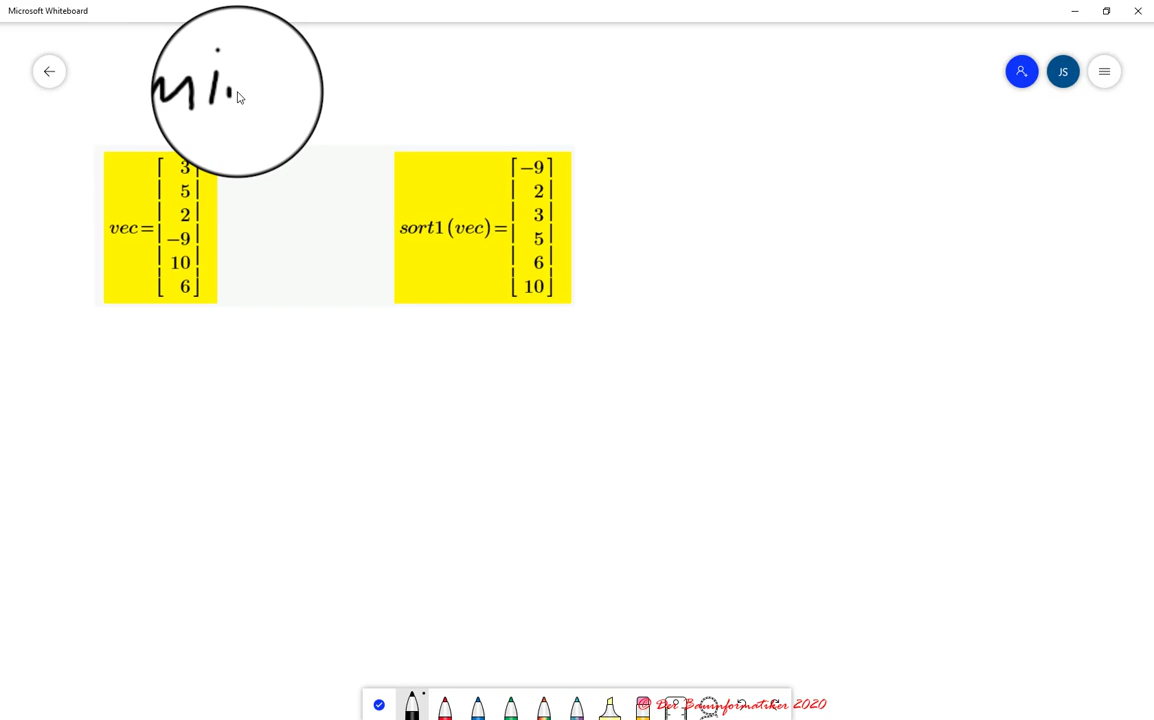 Microsoft Whiteboard
mi
JS
vec=[3
5
2
−9
10
6]
sort1(vec)=[−9
2
3
5
6
10]
© Der Bauinformatiker 2020